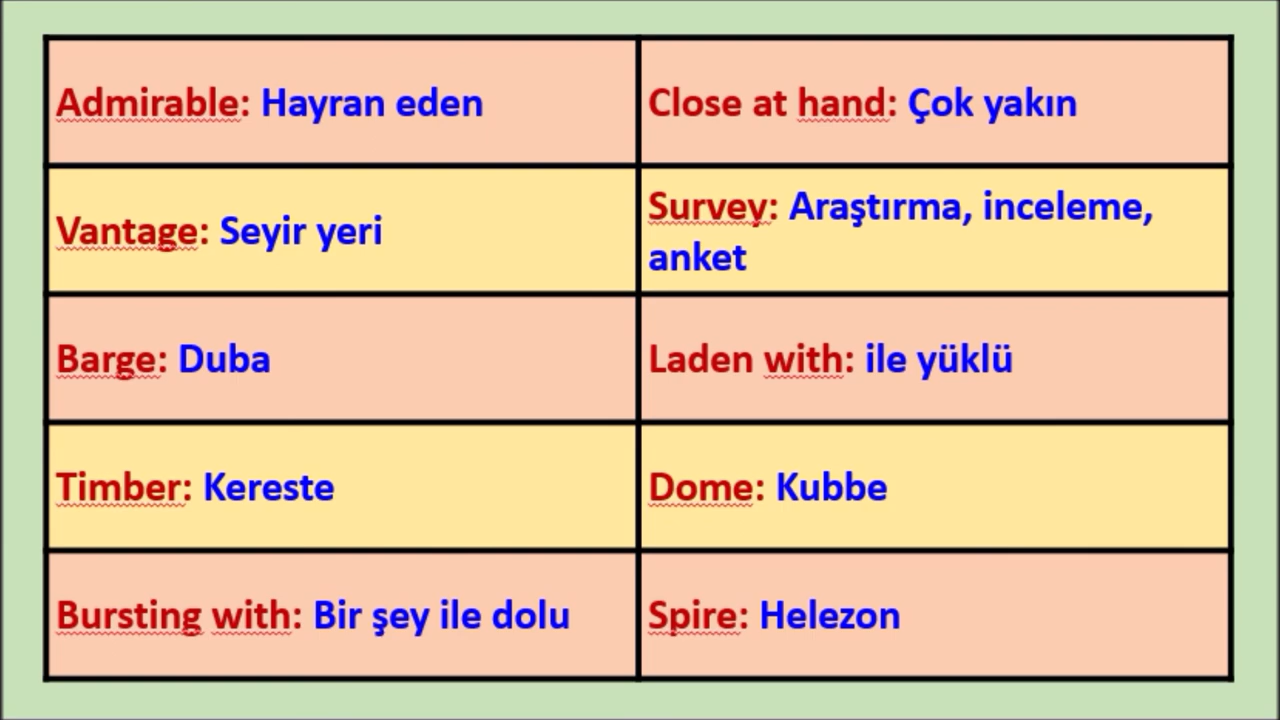 Admirable: Hayran eden
Close at hand: Çok yakın
Vantage: Seyir yeri
Survey: Araştırma, inceleme,
anket
Barge: Duba
Laden with: ile yüklü
Timber: Kereste
Dome: Kubbe
Bursting with: Bir şey ile dolu
Spire: Helezon